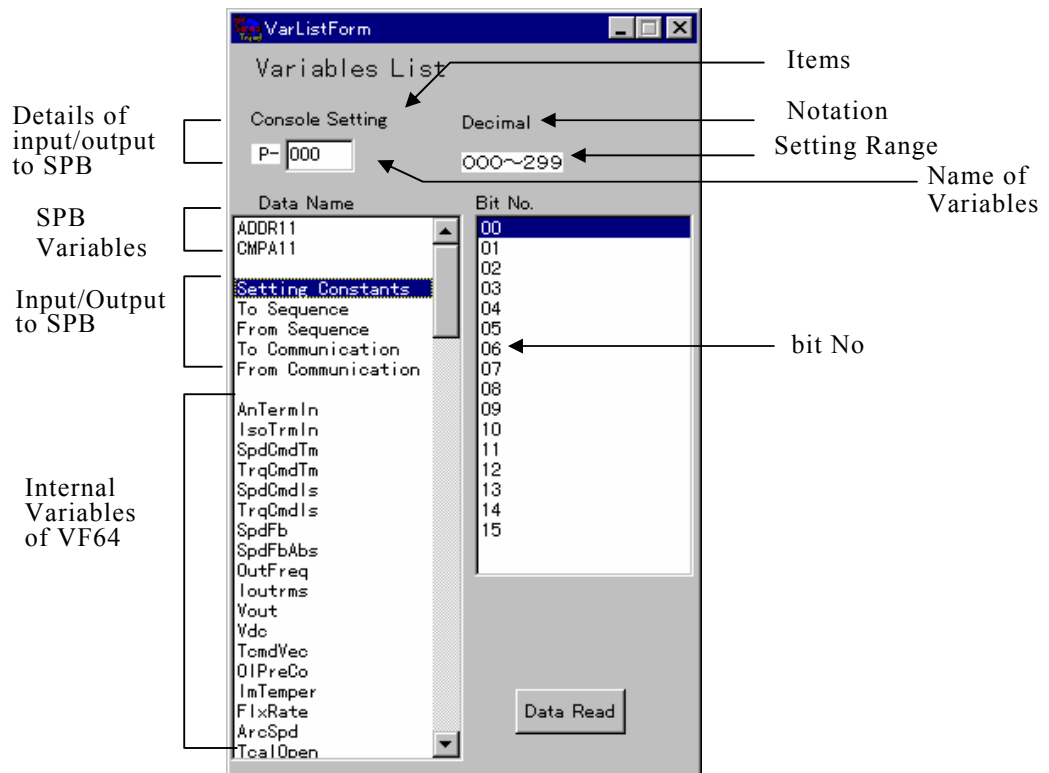 VarListForm
Variables List
Items
Details of
input/output
to SPB
Console Setting
Decimal
Notation
P- 000
000~299
Setting Range
Name of
Variables
Data Name
Bit No.
SPB
Variables
ADDR11
CMPA11
Input/Output
to SPB
Setting Constants
To Sequence
From Sequence
To Communication
From Communication
Internal
Variables
of VF64
AnTermIn
IsoTrmIn
SpdCmdTm
TrqCmdTm
SpdCmdIs
TrqCmdIs
SpdFb
SpdFbAbs
OutFreq
Ioutrms
Vout
Vdc
TcmdVec
OlPreCo
ImTemper
FlxRate
ArcSpd
TcalOpen
00
01
02
03
04
05
06
07
08
09
10
11
12
13
14
15
bit No
Data Read